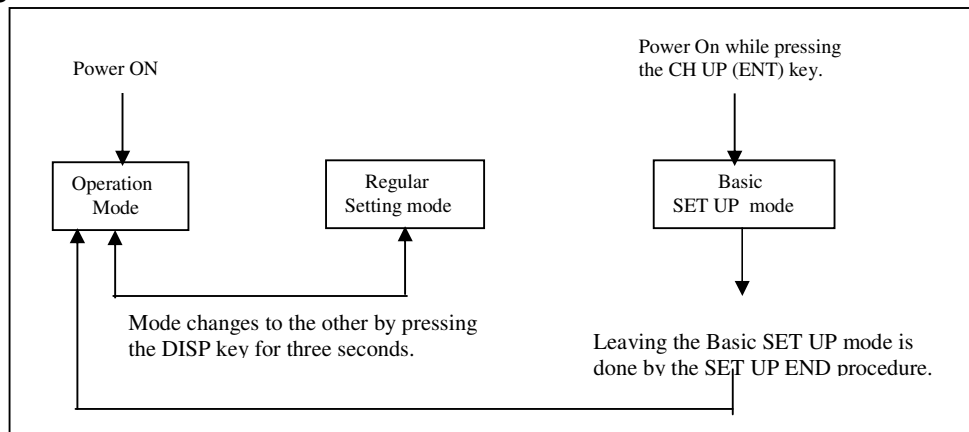 Power ON
Power On while pressing
the CH UP (ENT) key.
Operation
Mode
Regular
Setting mode
Basic
SET UP mode
Mode changes to the other by pressing
the DISP key for three seconds.
Leaving the Basic SET UP mode is
done by the SET UP END procedure.